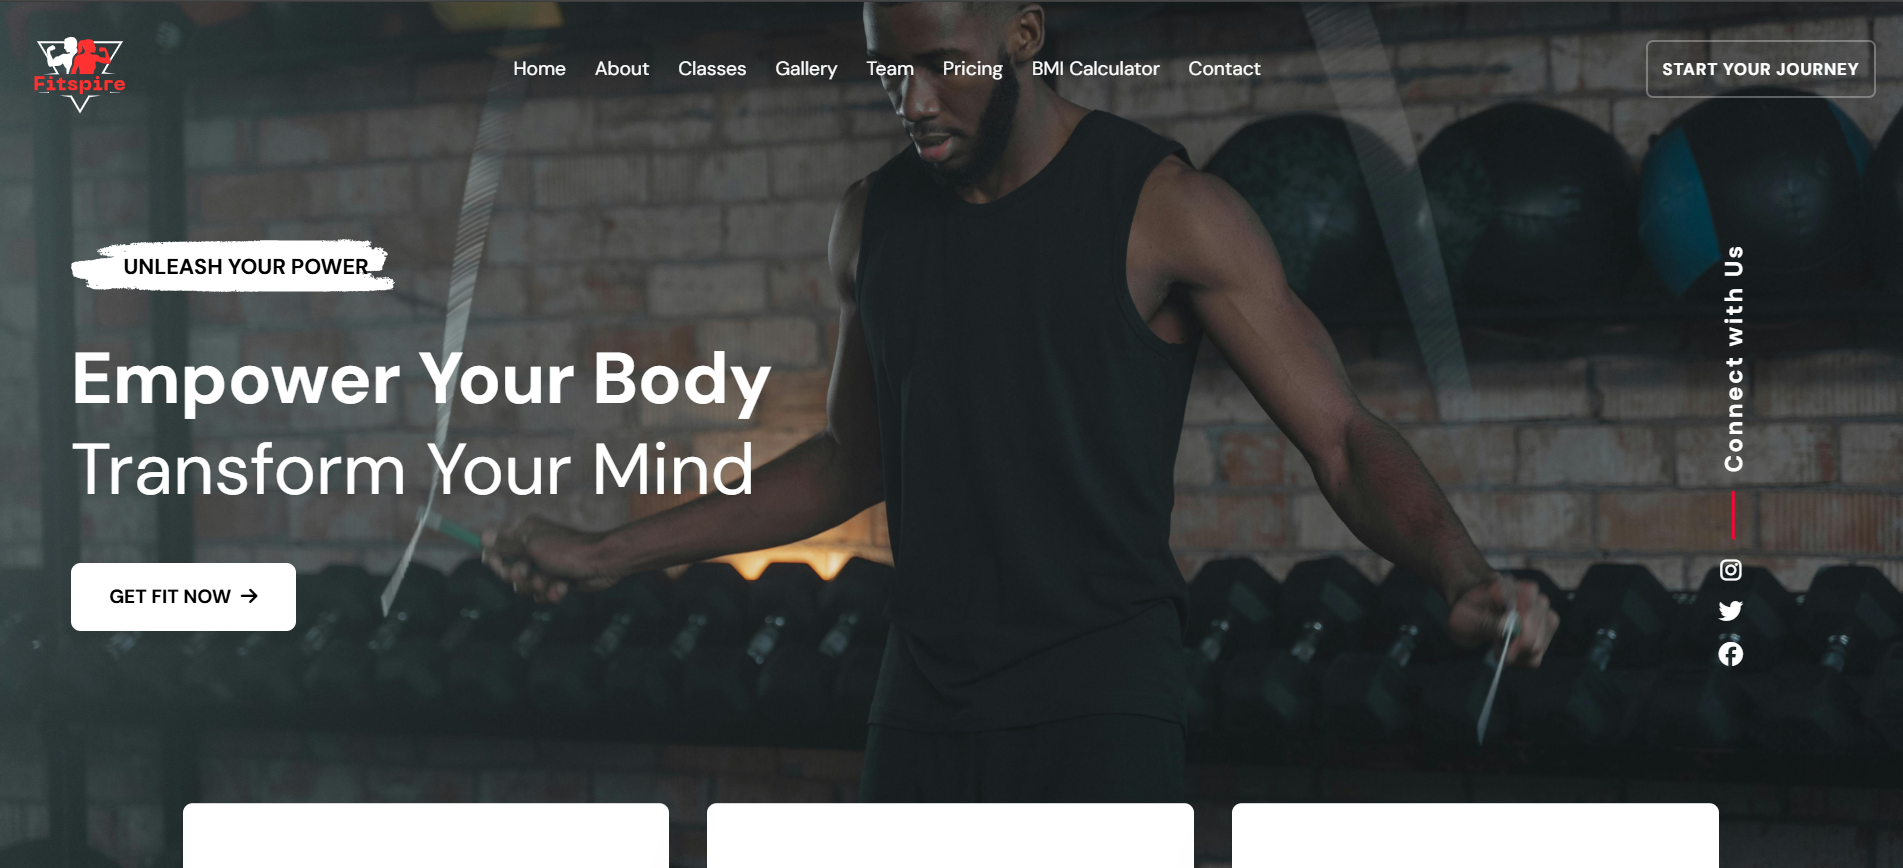 Fitspire
Home About Classes Gallery Team Pricing BMI Calculator Contact
START YOUR JOURNEY
UNLEASH YOUR POWER
Empower Your Body
Transform Your Mind
GET FIT NOW
Connect with Us